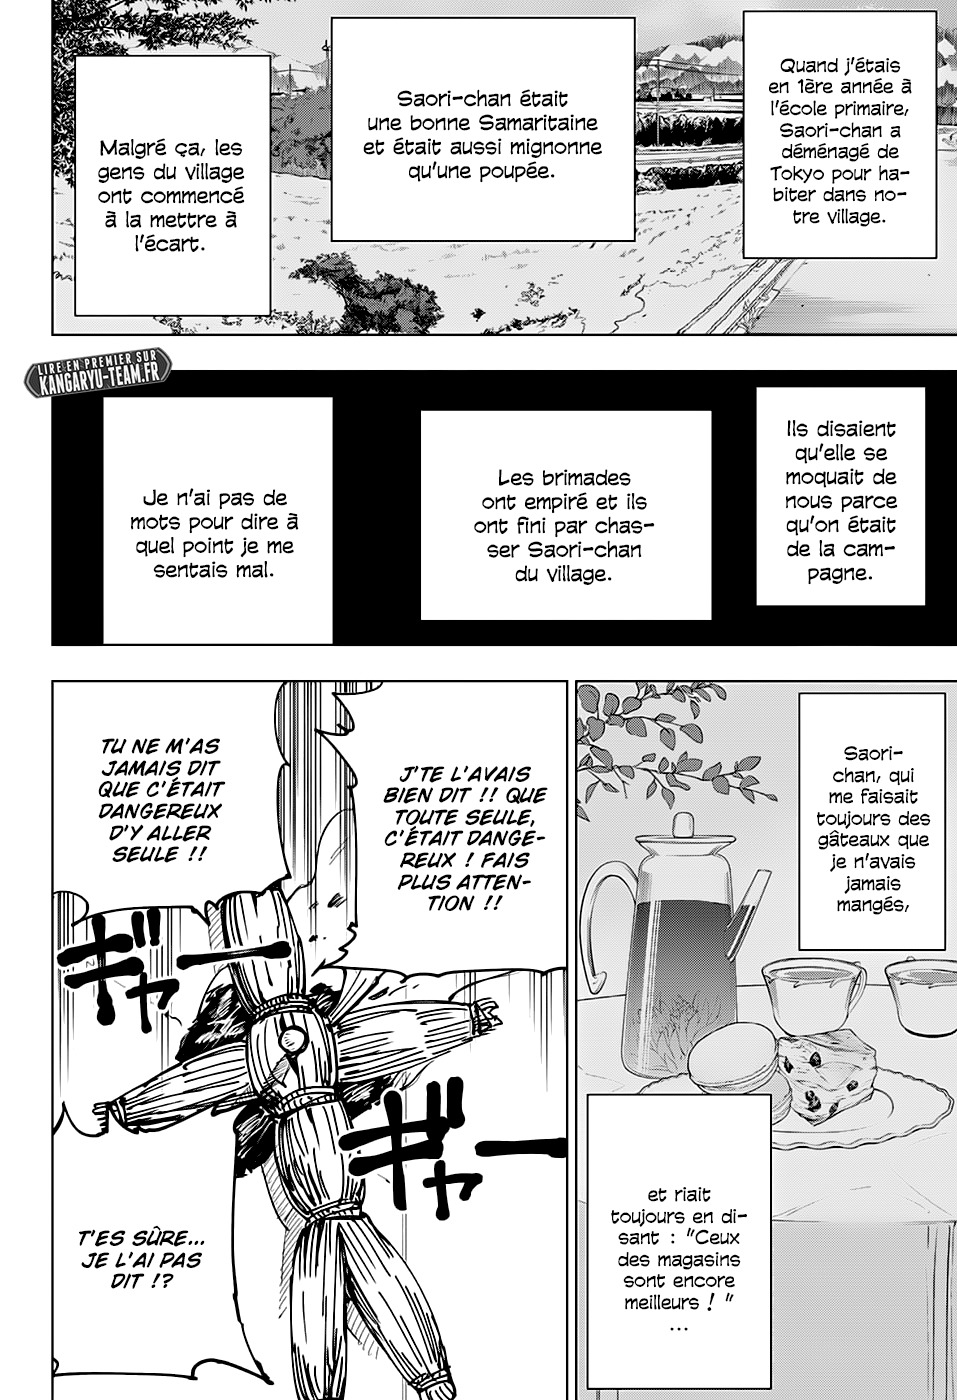 Quand j'étais
en 1ère année à
l'école primaire,
Saori-chan a
déménagé de
Tokyo pour ha-
biter dans no-
tre village.
Saori-chan était
une bonne Samaritaine
et était aussi mignonne
qu'une poupée.
Malgré ça, les
gens du village
ont commencé
à la mettre à
l'écart.
LIRE EN PREMIER SUR
KANGARYU-TEAM.FR
Ils disaient
qu'elle se
moquait de
nous parce
qu'on était
de la cam-
pagne.
Les brimades
ont empiré et ils
ont fini par chas-
ser Saori-chan
du village.
Je n'ai pas de
mots pour dire à
quel point je me
sentais mal.
Saori-
chan, qui
me faisait
toujours des
gâteaux que
je n'avais
jamais
mangés,
et riait
toujours en di-
sant : "Ceux
des magasins
sont encore
meilleurs ! "
...
J'TE L'AVAIS
BIEN DIT !! QUE
TOUTE SEULE,
C'ÉTAIT DANGE-
REUX ! FAIS
PLUS ATTEN-
TION !!
TU NE M'AS
JAMAIS DIT
QUE C'ÉTAIT
DANGEREUX
D'Y ALLER
SEULE !!
ギャー
ギャー
T'ES SÛRE...
JE L'AI PAS
DIT !?